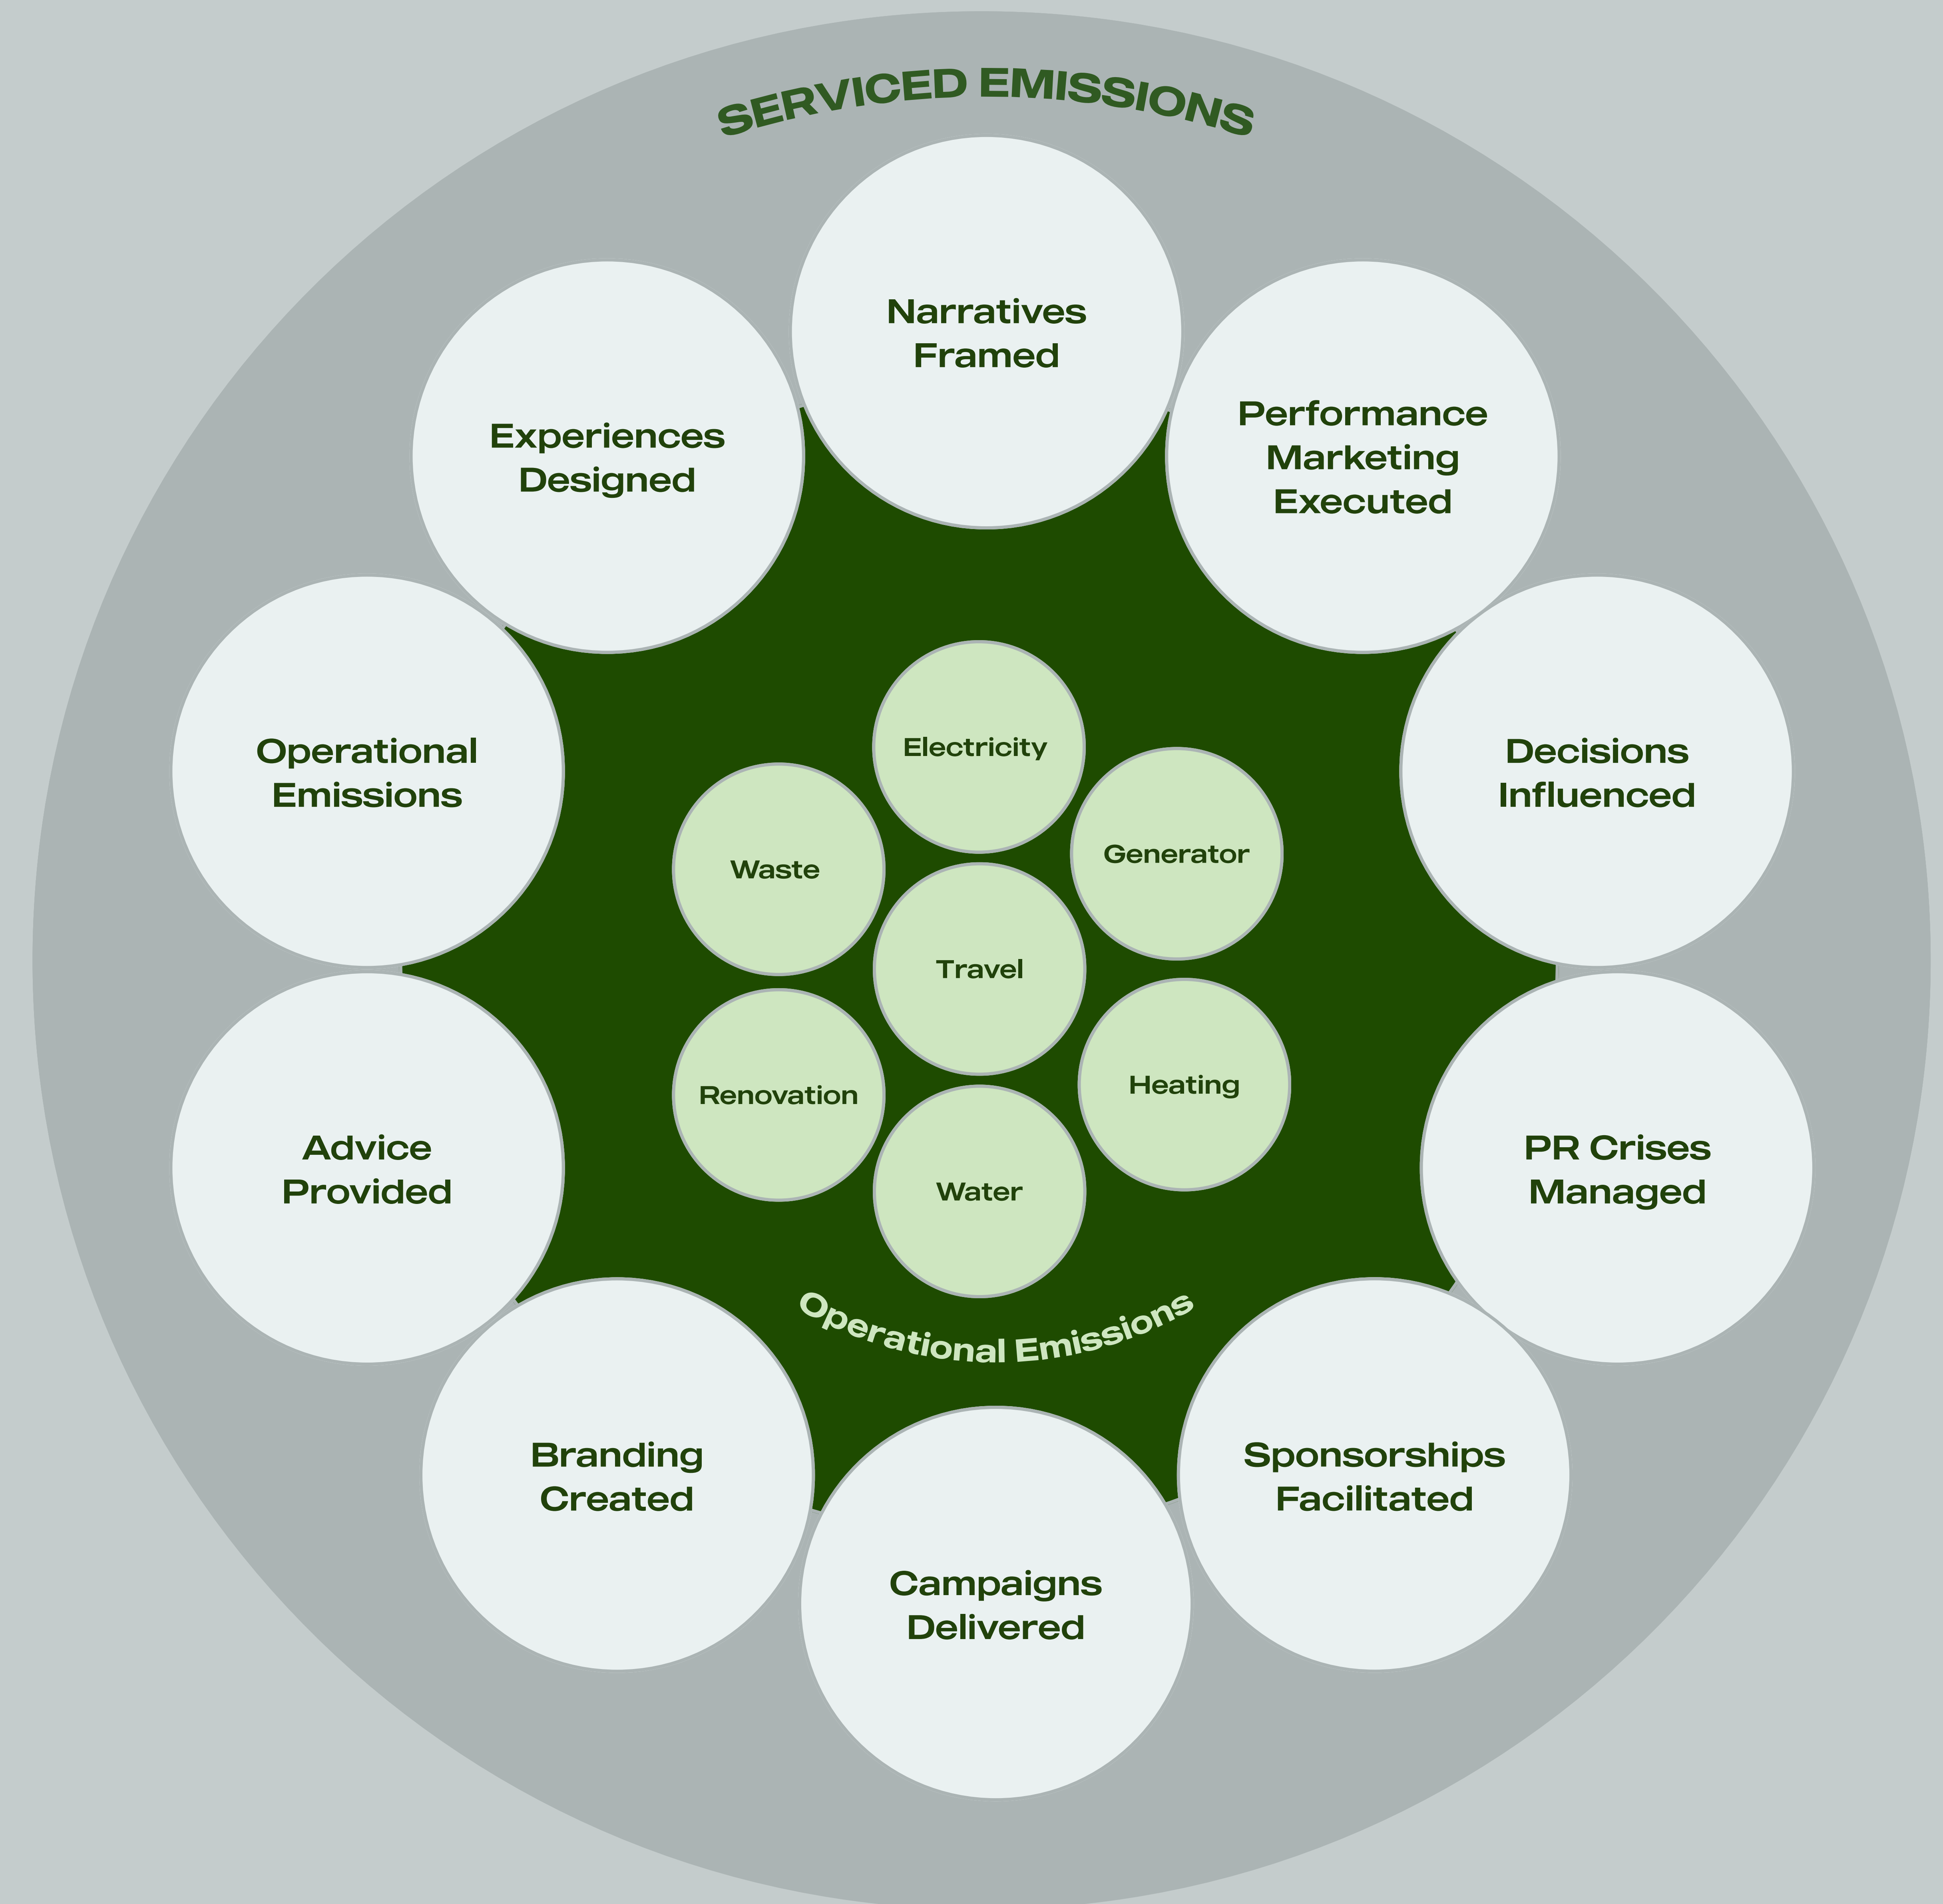 SERVICED EMISSIONS
Narratives
Framed
Experiences
Designed
Performance
Marketing
Executed
Operational
Emissions
Decisions
Influenced
Electricity
Generator
Waste
Travel
Heating
Renovation
Water
Advice
Provided
PR Crises
Managed
Operational Emissions
Branding
Created
Sponsorships
Facilitated
Campaigns
Delivered